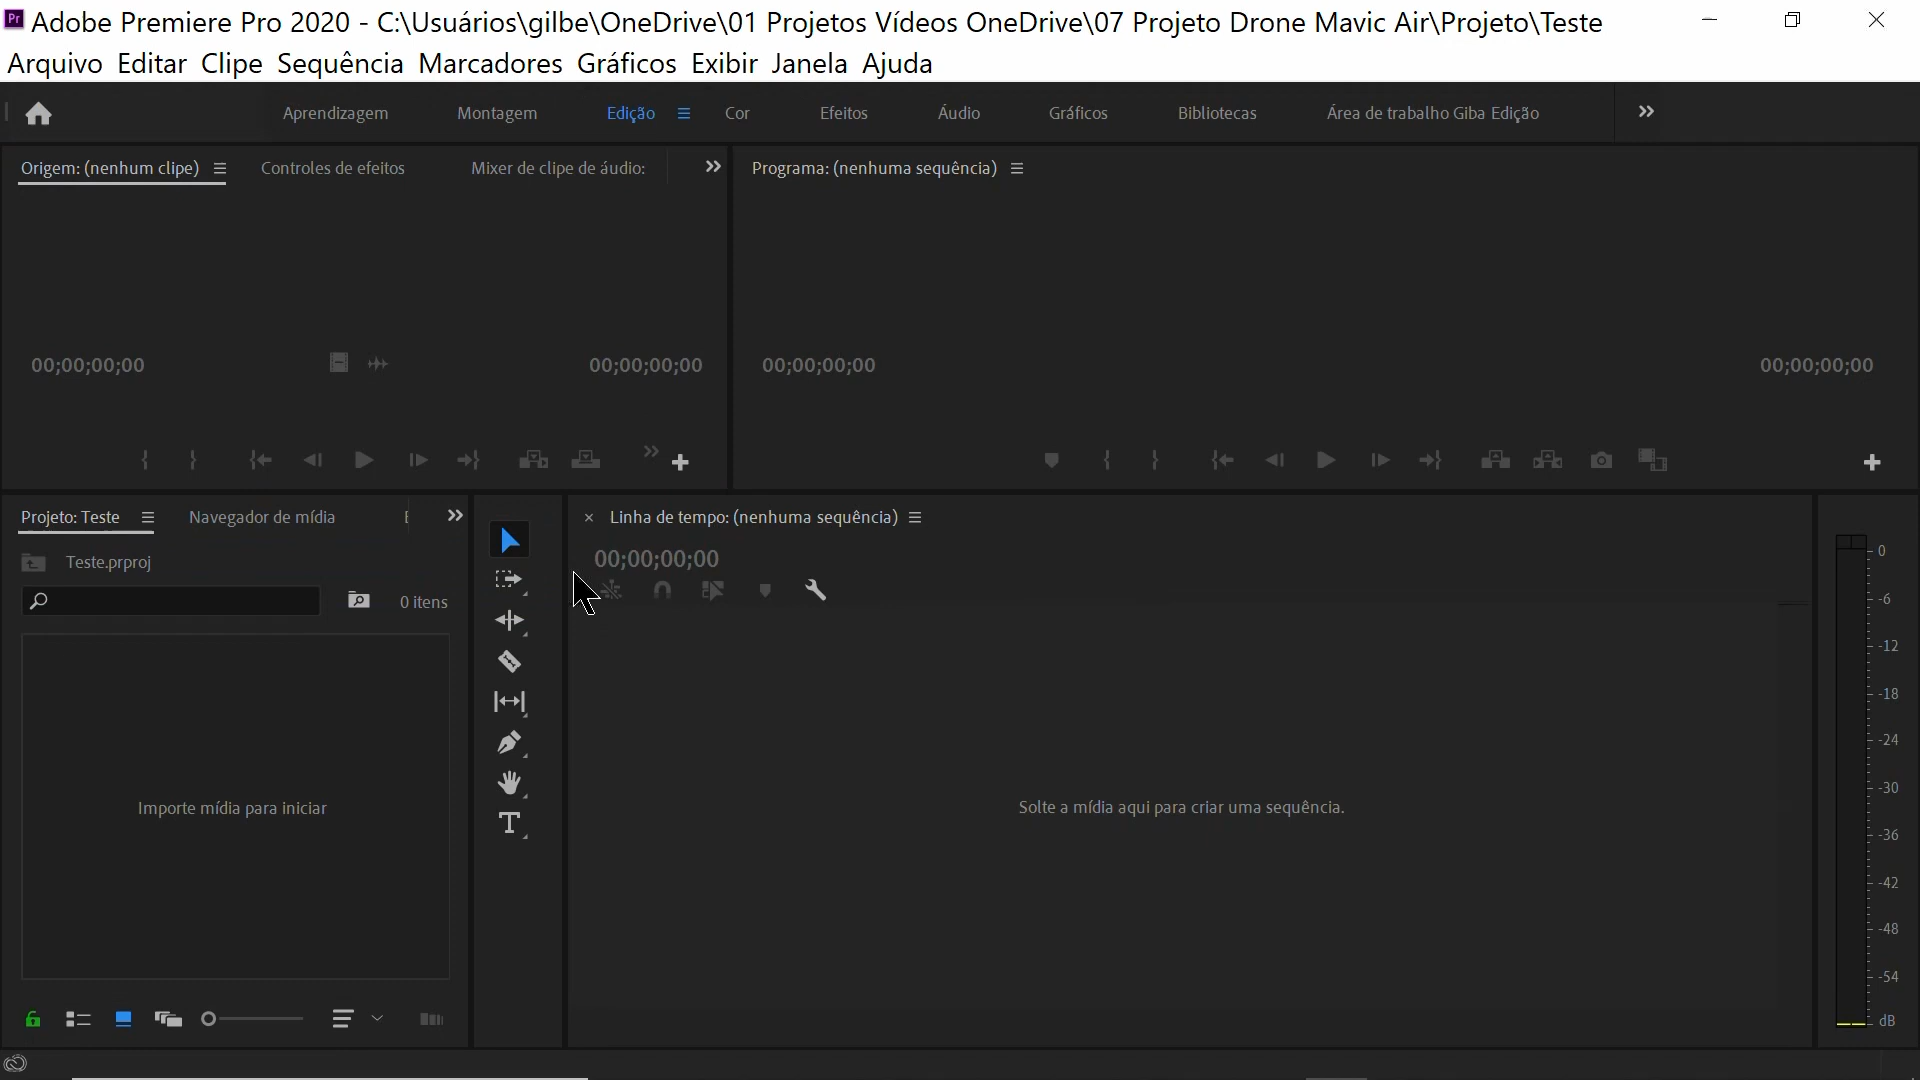 Pr Adobe Premiere Pro 2020 - C:\Usuários\gilbe\OneDrive\01 Projetos Vídeos OneDrive\07 Projeto Drone Mavic Air\Projeto\Teste
Arquivo Editar Clipe Sequência Marcadores Gráficos Exibir Janela Ajuda
Aprendizagem Montagem Edição Cor Efeitos Áudio Gráficos Bibliotecas Área de trabalho Giba Edição
Origem: (nenhum clipe) Controles de efeitos Mixer de clipe de áudio: Programa: (nenhuma sequência)
00;00;00;00 00;00;00;00 00;00;00;00 00;00;00;00
Projeto: Teste Navegador de mídia Linha de tempo: (nenhuma sequência)
Teste.prproj 00;00;00;00
0 itens
Importe mídia para iniciar
Solte a mídia aqui para criar uma sequência.
0
-6
-12
-18
-24
-30
-36
-42
-48
-54
dB